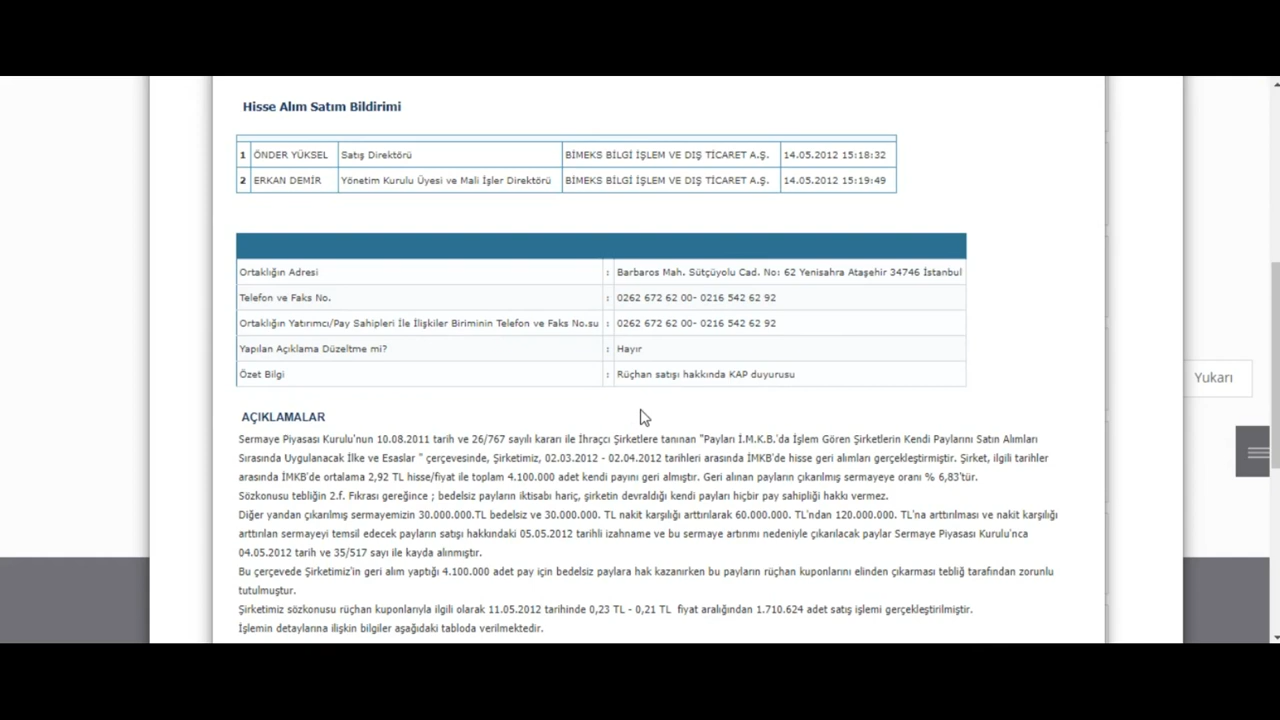 Hisse Alım Satım Bildirimi
1 ÖNDER YÜKSEL Satış Direktörü BİMEKS BİLGİ İŞLEM VE DIŞ TİCARET A.Ş. 14.05.2012 15:18:32
2 ERKAN DEMİR Yönetim Kurulu Üyesi ve Mali İşler Direktörü BİMEKS BİLGİ İŞLEM VE DIŞ TİCARET A.Ş. 14.05.2012 15:19:49
Ortaklığın Adresi : Barbaros Mah. Sütçüyolu Cad. No: 62 Yenisahra Ataşehir 34746 İstanbul
Telefon ve Faks No. : 0262 672 62 00- 0216 542 62 92
Ortaklığın Yatırımcı/Pay Sahipleri İle İlişkiler Biriminin Telefon ve Faks No.su : 0262 672 62 00- 0216 542 62 92
Yapılan Açıklama Düzeltme mi? : Hayır
Özet Bilgi : Rüçhan satışı hakkında KAP duyurusu
Yukarı
AÇIKLAMALAR
Sermaye Piyasası Kurulu'nun 10.08.2011 tarih ve 26/767 sayılı kararı ile İhraçcı Şirketlere tanınan "Payları İ.M.K.B.'da İşlem Gören Şirketlerin Kendi Paylarını Satın Alımları
Sırasında Uygulanacak İlke ve Esaslar " çerçevesinde, Şirketimiz, 02.03.2012 - 02.04.2012 tarihleri arasında İMKB'de hisse geri alımları gerçekleştirmiştir. Şirket, ilgili tarihler
arasında İMKB'de ortalama 2,92 TL hisse/fiyat ile toplam 4.100.000 adet kendi payını geri almıştır. Geri alınan payların çıkarılmış sermayeye oranı % 6,83'tür.
Sözkonusu tebliğin 2.f. Fıkrası gereğince ; bedelsiz payların iktisabı hariç, şirketin devraldığı kendi payları hiçbir pay sahipliği hakkı vermez.
Diğer yandan çıkarılmış sermayemizin 30.000.000.TL bedelsiz ve 30.000.000. TL nakit karşılığı arttırılarak 60.000.000. TL'ndan 120.000.000. TL'na arttırılması ve nakit karşılığı
arttırılan sermayeyi temsil edecek payların satışı hakkındaki 05.05.2012 tarihli izahname ve bu sermaye artırımı nedeniyle çıkarılacak paylar Sermaye Piyasası Kurulu'nca
04.05.2012 tarih ve 35/517 sayı ile kayda alınmıştır.
Bu çerçevede Şirketimiz'in geri alım yaptığı 4.100.000 adet pay için bedelsiz paylara hak kazanırken bu payların rüçhan kuponlarını elinden çıkarması tebliğ tarafından zorunlu
tutulmuştur.
Şirketimiz sözkonusu rüçhan kuponlarıyla ilgili olarak 11.05.2012 tarihinde 0,23 TL - 0,21 TL fiyat aralığından 1.710.624 adet satış işlemi gerçekleştirilmiştir.
İşlemin detaylarına ilişkin bilgiler aşağıdaki tabloda verilmektedir.